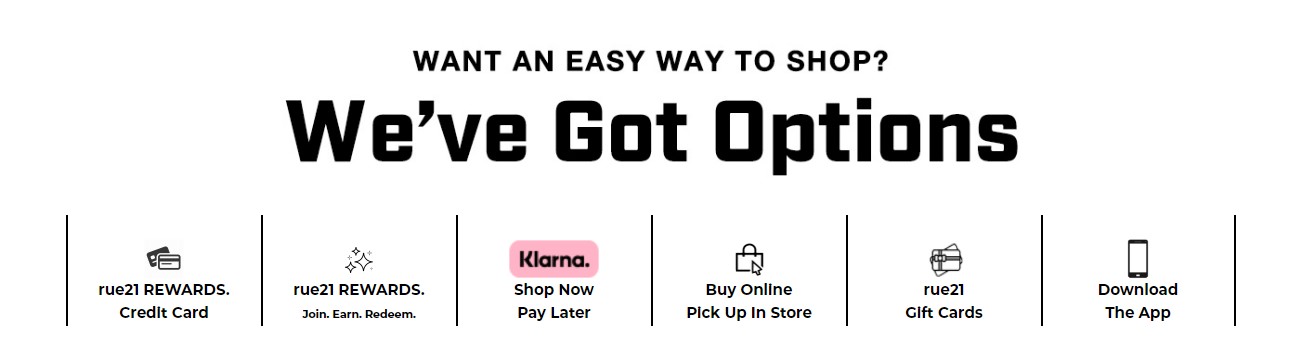 WANT AN EASY WAY TO SHOP?
We've Got Options
rue21 REWARDS.
Credit Card
rue21 REWARDS.
Join. Earn. Redeem.
Klarna.
Shop Now
Pay Later
Buy Online
Pick Up In Store
rue21
Gift Cards
Download
The App